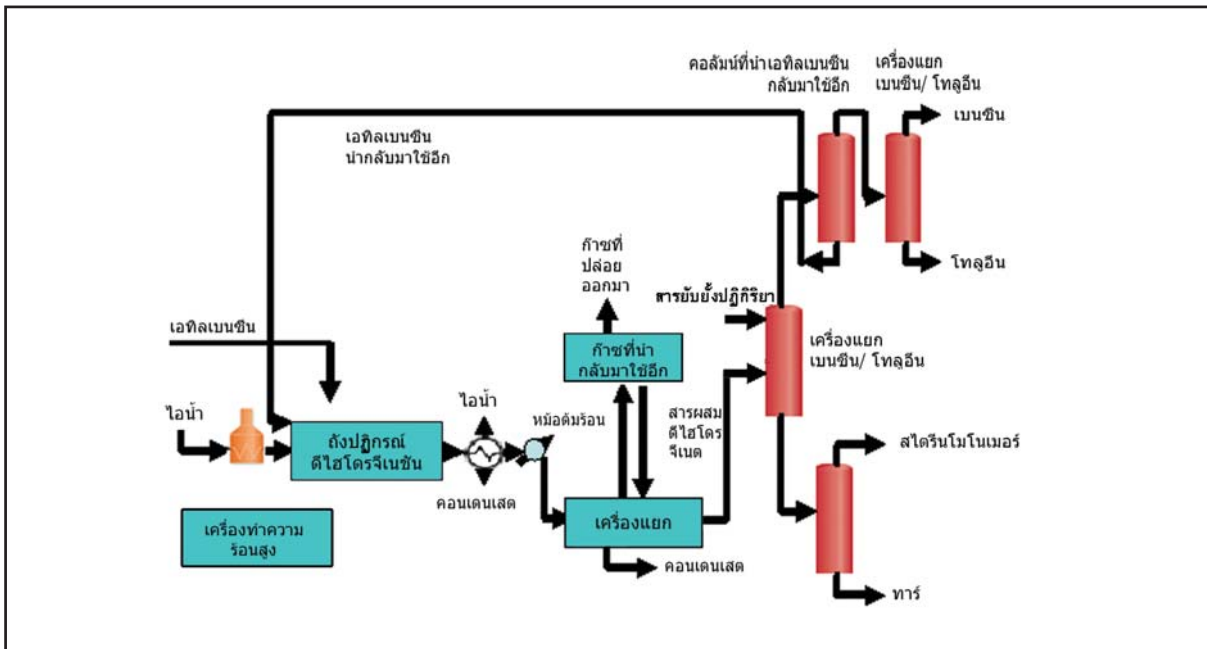 คอลัมน์ที่นำเอทิลเบนซีน
กลับมาใช้อีก
เครื่องแยก
เบนซีน/ โทลูอีน
เบนซีน
เอทิลเบนซีน
นำกลับมาใช้อีก
โทลูอีน
ก๊าซที่
ปล่อย
ออกมา
สารยับยั้งปฏิกิริยา
เอทิลเบนซีน
ก๊าซที่นำ
กลับมาใช้อีก
เครื่องแยก
เบนซีน/ โทลูอีน
ไอน้ำ
ถังปฏิกรณ์
ดีไฮโดรจีเนชัน
ไอน้ำ
หม้อต้มร้อน
สารผสม
ดีไฮโดร
จีเนต
สไตรีนโมโนเมอร์
คอนเดนเสต
เครื่องทำความ
ร้อนสูง
เครื่องแยก
คอนเดนเสต
ทาร์